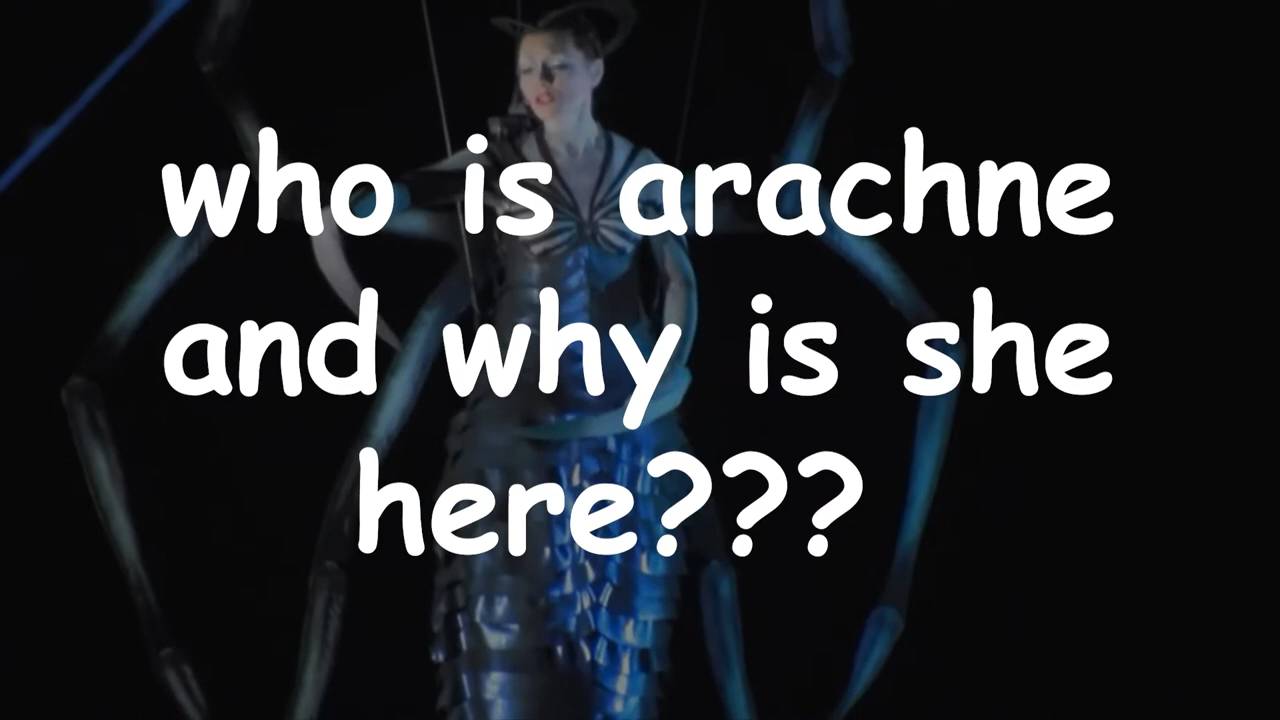 who is arachne
and why is she
here???